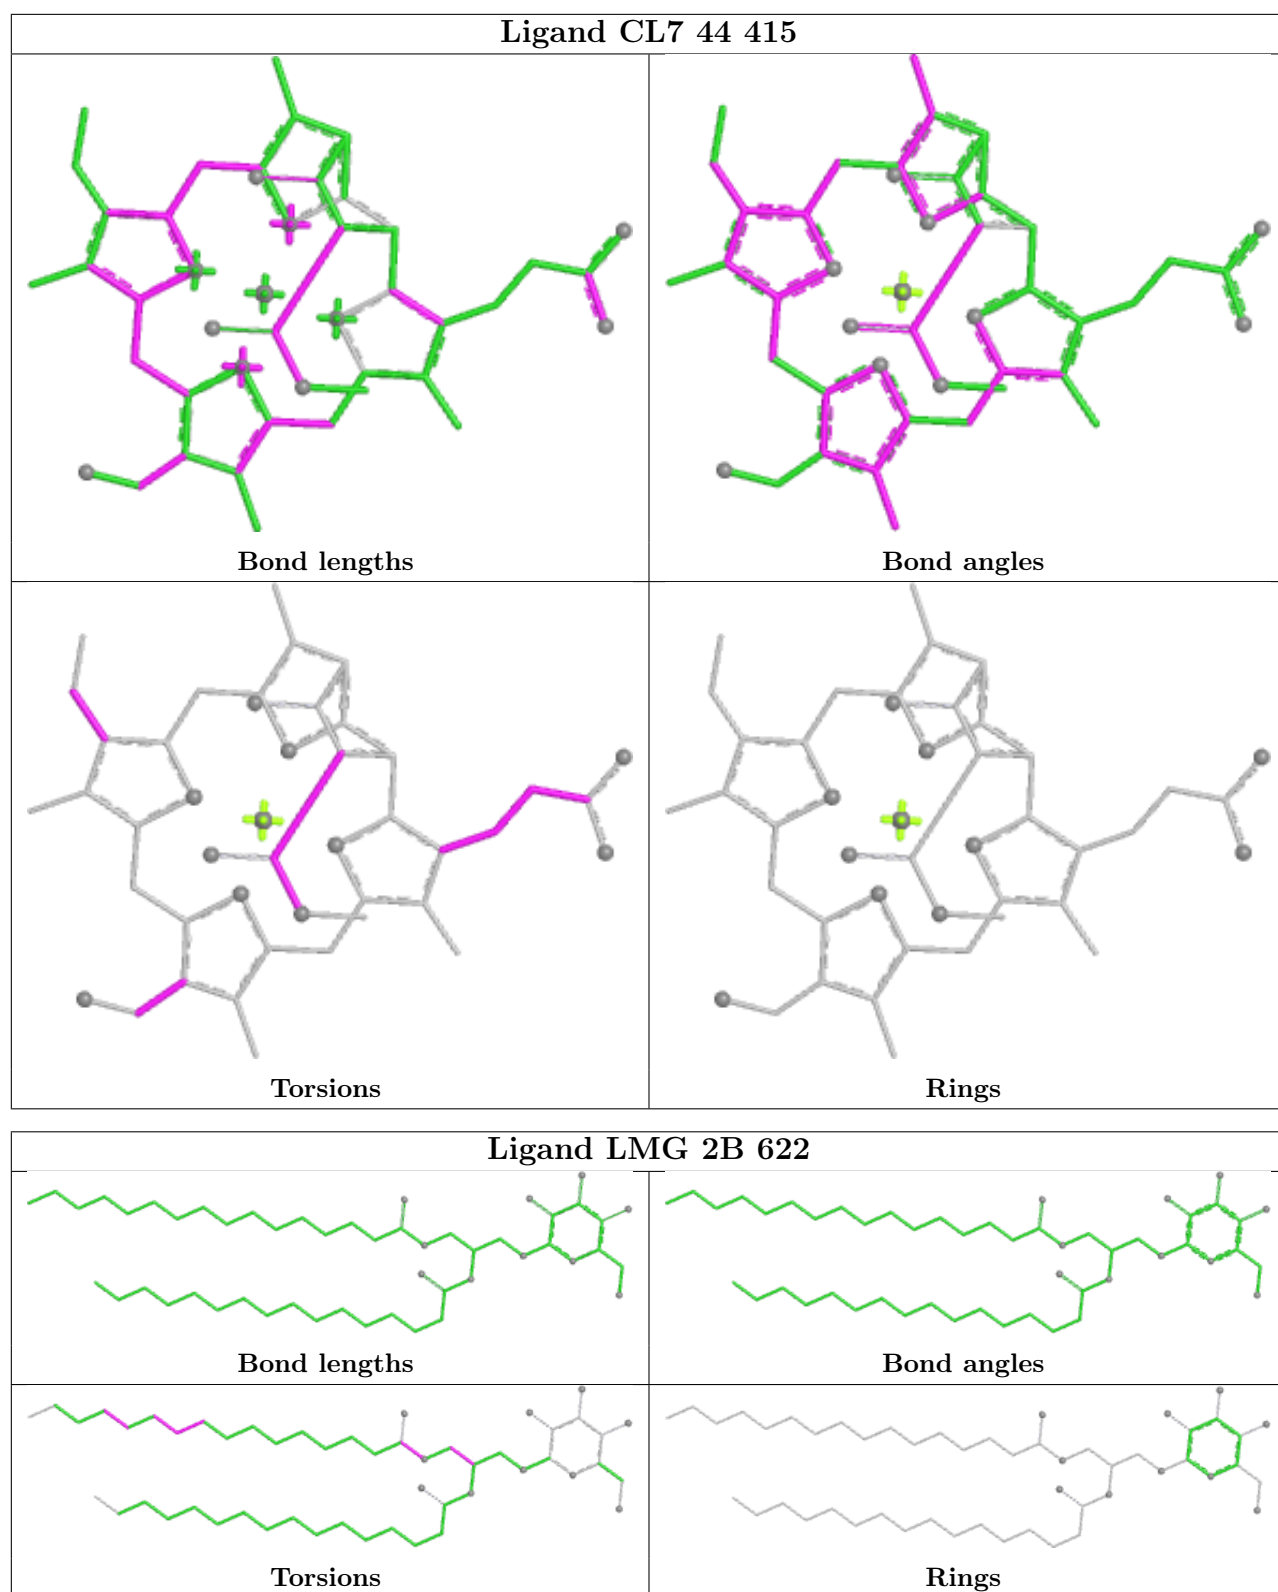 Ligand CL7 44 415
Bond lengths
Bond angles
Torsions
Rings
Ligand LMG 2B 622
Bond lengths
Bond angles
Torsions
Rings